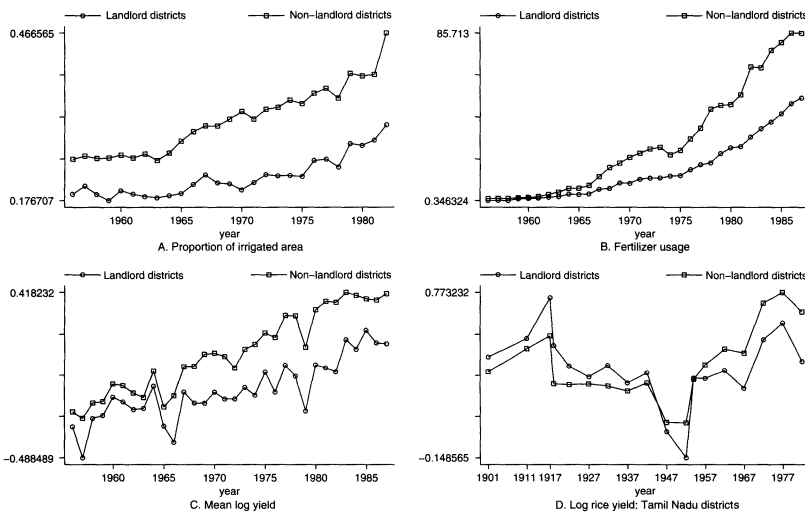 Landlord districts
Non-landlord districts
0.466565
0.176707
1960
1965
1970
1975
1980
year
A. Proportion of irrigated area
Landlord districts
Non-landlord districts
85.713
0.346324
1960
1965
1970
1975
1980
1985
year
B. Fertilizer usage
Landlord districts
Non-landlord districts
0.418232
−0.488489
1960
1965
1970
1975
1980
1985
year
C. Mean log yield
Landlord districts
Non-landlord districts
0.773232
−0.148565
1901
1911
1917
1927
1937
1947
1957
1967
1977
year
D. Log rice yield: Tamil Nadu districts